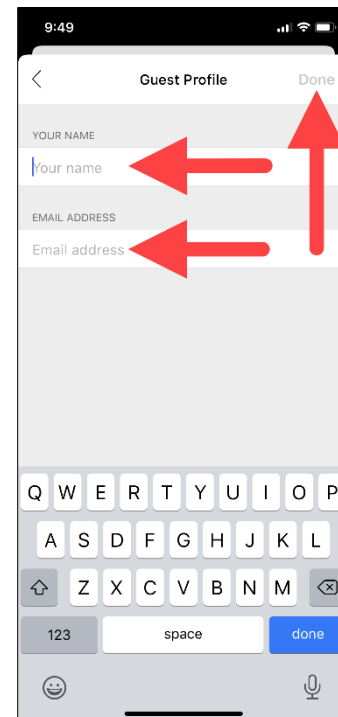 9:49
Guest Profile Done
YOUR NAME
Your name
EMAIL ADDRESS
Email address
Q W E R T Y U I O P
A S D F G H J K L
Z X C V B N M
123 space done